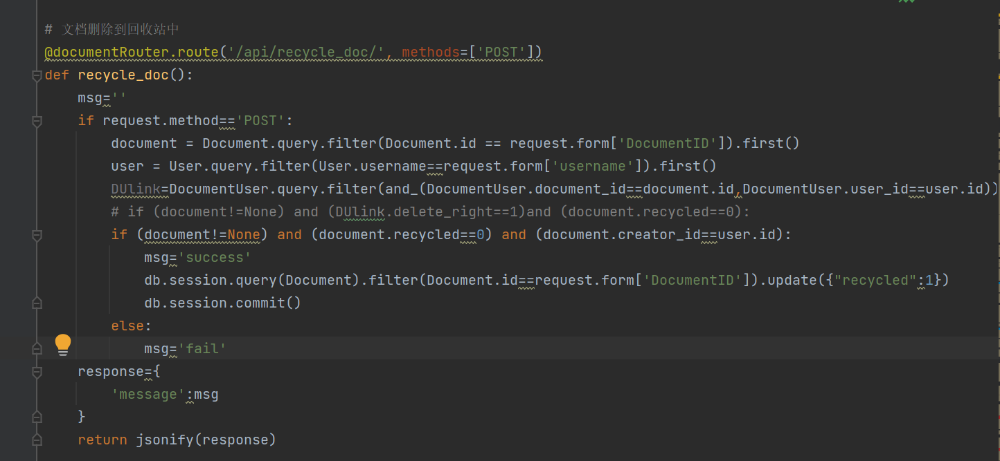 # 文档删除到回收站中
@documentRouter.route('/api/recycle_doc/', methods=['POST'])
def recycle_doc():
    msg=''
    if request.method=='POST':
        document = Document.query.filter(Document.id == request.form['DocumentID']).first()
        user = User.query.filter(User.username==request.form['username']).first()
        DUlink=DocumentUser.query.filter(and_(DocumentUser.document_id==document.id,DocumentUser.user_id==user.id))
        # if (document!=None) and (DUlink.delete_right==1)and (document.recycled==0):
        if (document!=None) and (document.recycled==0) and (document.creator_id==user.id):
            msg='success'
            db.session.query(Document).filter(Document.id==request.form['DocumentID']).update({"recycled":1})
            db.session.commit()
        else:
            msg='fail'
    response={
        'message':msg
    }
    return jsonify(response)